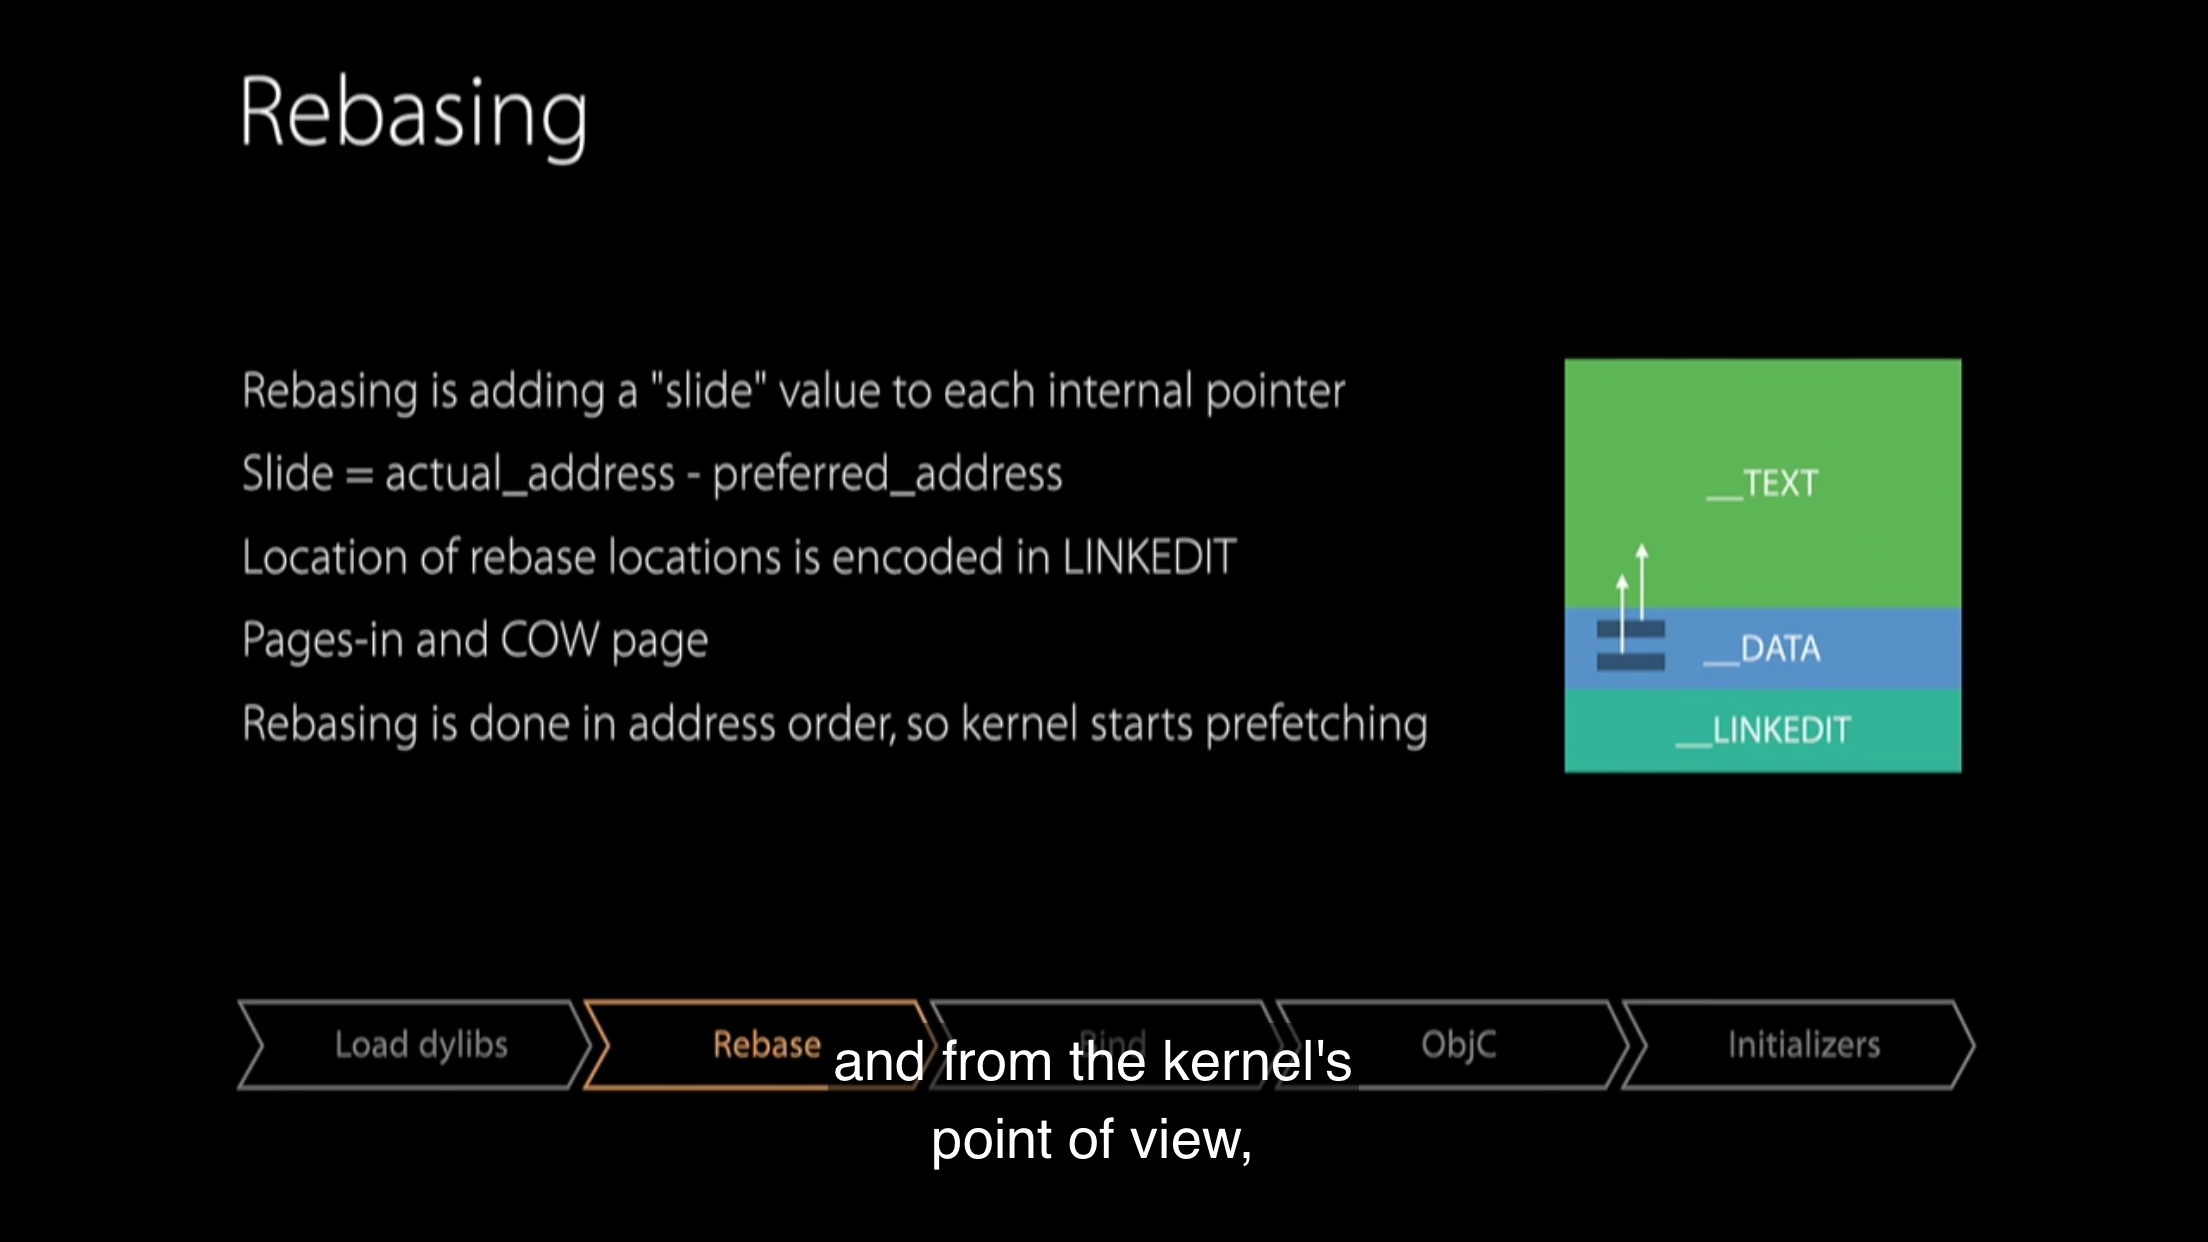 Rebasing
Rebasing is adding a "slide" value to each internal pointer
Slide = actual_address - preferred_address
Location of rebase locations is encoded in LINKEDIT
Pages-in and COW page
Rebasing is done in address order, so kernel starts prefetching
__TEXT
__DATA
__LINKEDIT
Load dylibs
Rebase
Bind
ObjC
Initializers
and from the kernel's
point of view,